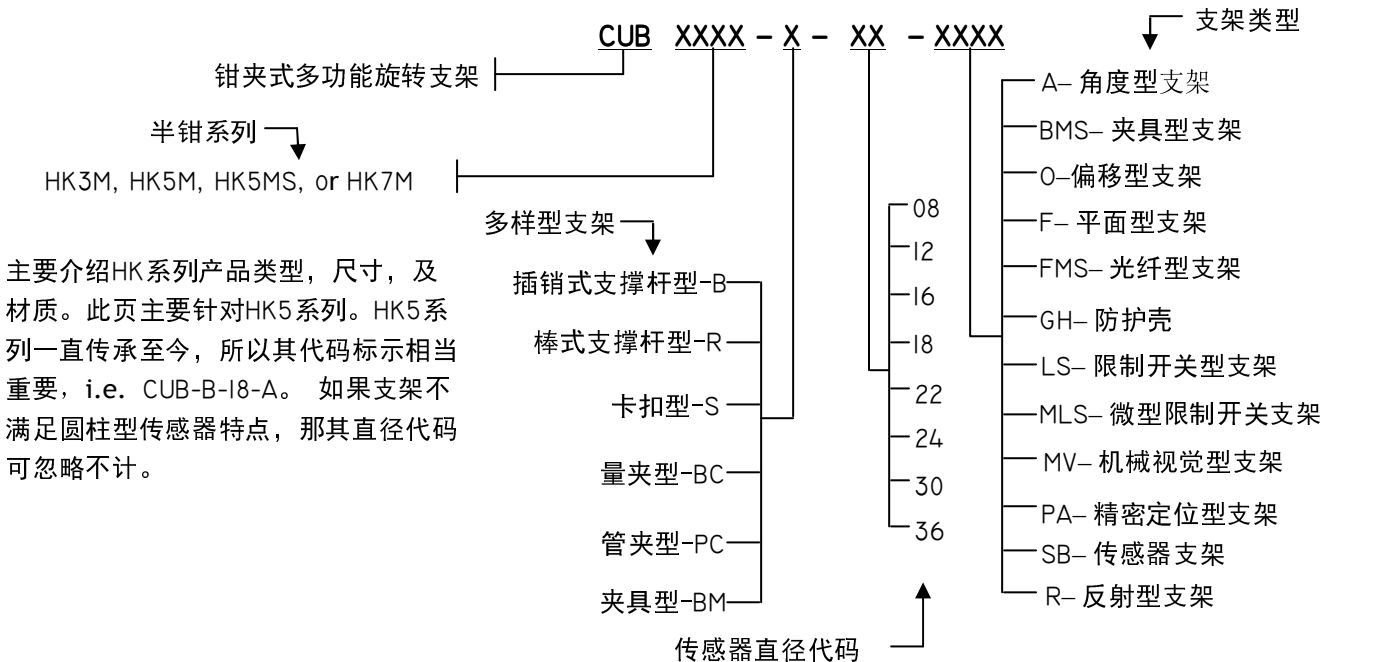 CUB XXXX - X - XX - XXXX
支架类型
钳夹式多功能旋转支架
半钳系列
HK3M, HK5M, HK5MS, or HK7M
主要介绍HK系列产品类型，尺寸，及
材质。此页主要针对HK5系列。HK5系
列一直传承至今，所以其代码标示相当
重要，i.e. CUB-B-18-A。 如果支架不
满足圆柱型传感器特点，那其直径代码
可忽略不计。
多样型支架
插销式支撑杆型-B
棒式支撑杆型-R
卡扣型-S
量夹型-BC
管夹型-PC
夹具型-BM
08
12
16
18
22
24
30
36
传感器直径代码
A- 角度型支架
BMS- 夹具型支架
O-偏移型支架
F- 平面型支架
FMS- 光纤型支架
GH- 防护壳
LS- 限制开关型支架
MLS- 微型限制开关支架
MV- 机械视觉型支架
PA- 精密定位型支架
SB- 传感器支架
R- 反射型支架